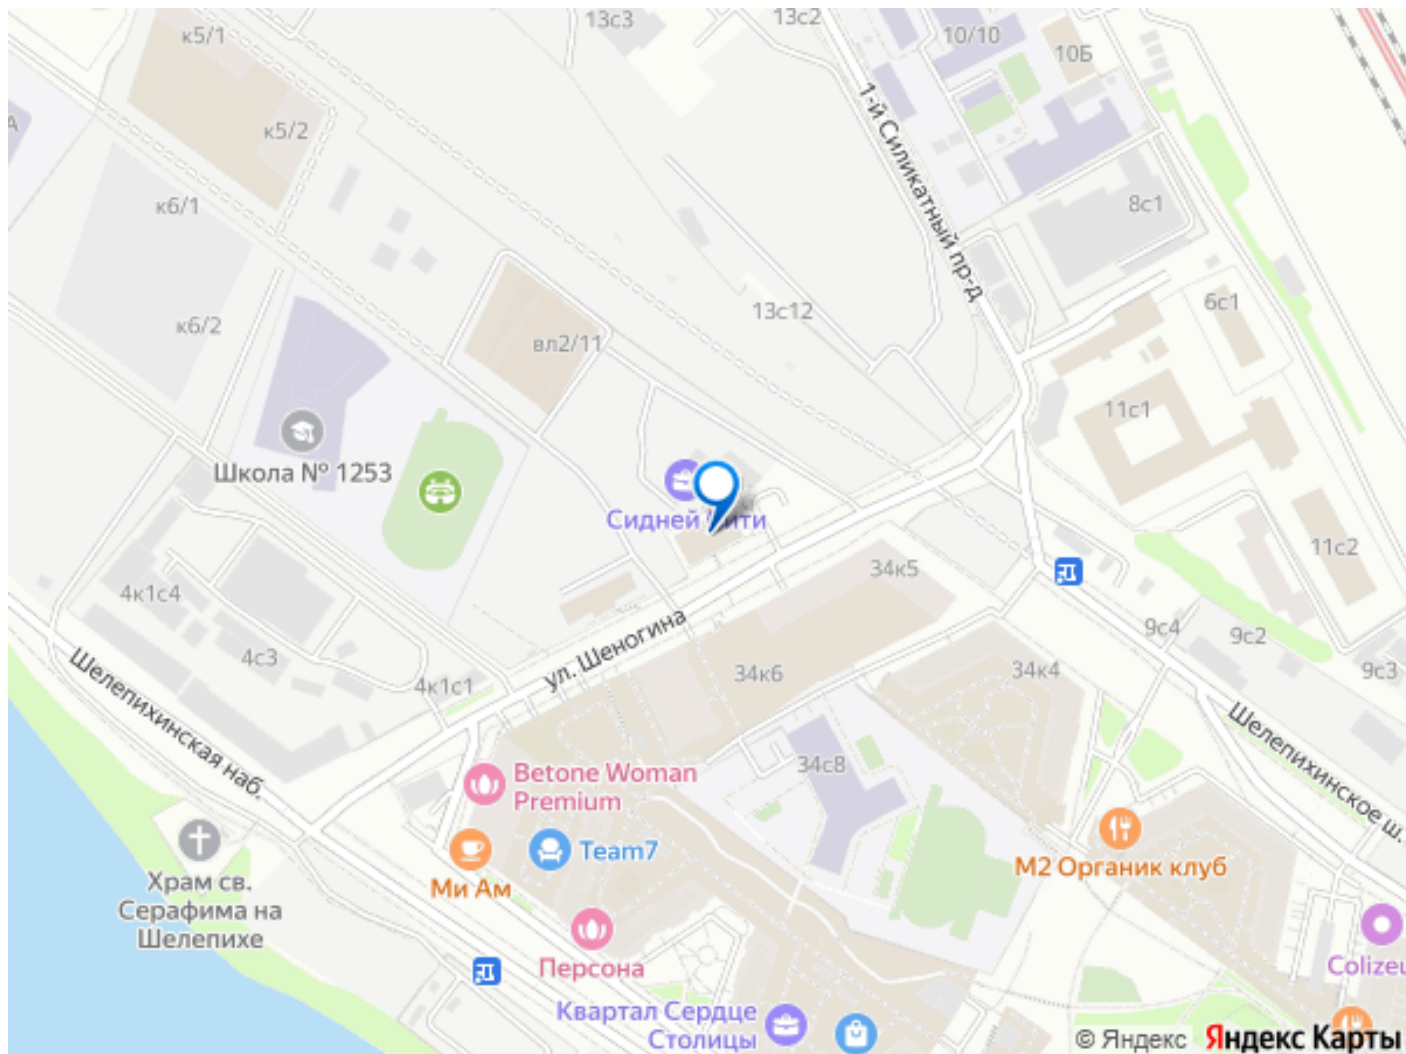 13с3
13с2
к5/1
10/10
10Б
А
к5/2
1-й Силикатный пр-д
к6/1
8с1
6с1
13с12
к6/2
вл2/11
11с1
Школа № 1253
Сидней Сити
11с2
34к5
4к1с4
ул. Шеногина
9с4
9с2
4с3
34к6
34к4
9с3
4к1с1
Шелепихинская наб.
Шелепихинское ш.
34с8
Betone Woman
Premium
Team7
Ми Ам
М2 Органик клуб
Храм св.
Серафима на
Шелепихе
Персона
Colizeu
Квартал Сердце
Столицы
© Яндекс Яндекс Карты